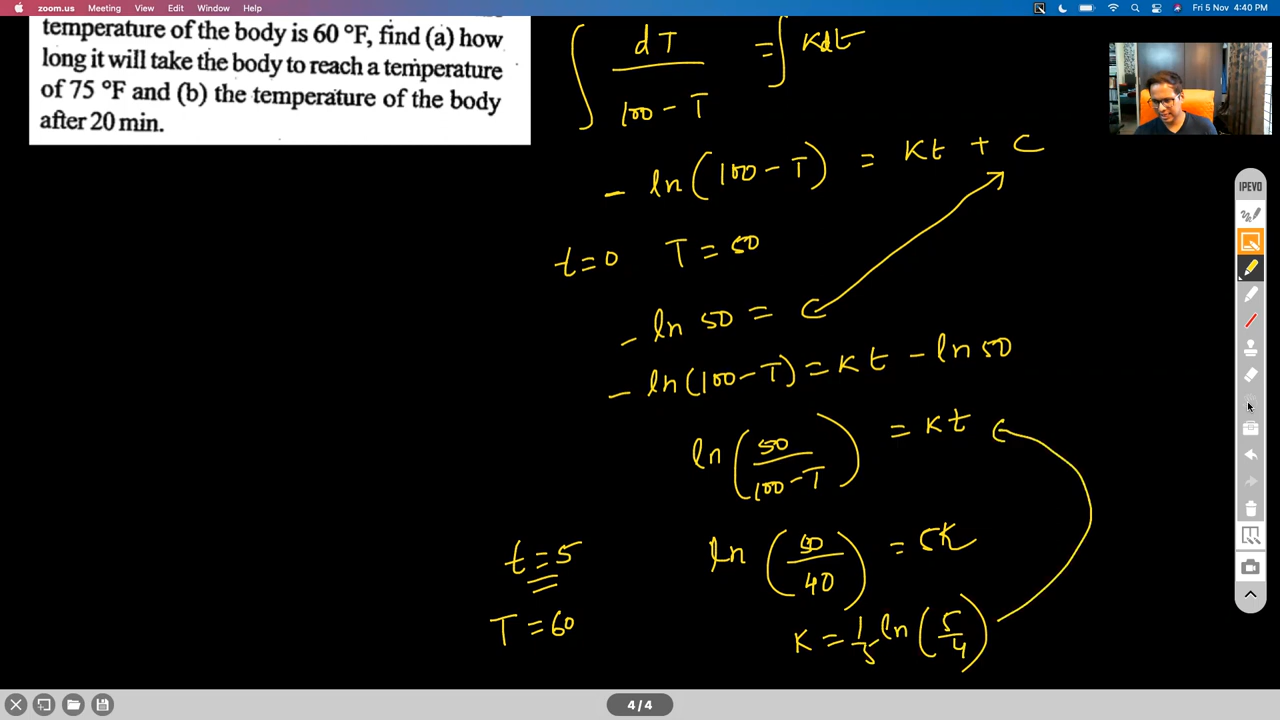 zoom.us Meeting View Edit Window Help Fri 5 Nov 4:40 PM
temperature of the body is 60 °F, find (a) how
long it will take the body to reach a temperature
of 75 °F and (b) the temperature of the body
after 20 min.
∫ dT/(100 - T) = ∫ Kdt
- ln(100 - T) = Kt + C
t=0 T = 50
- ln 50 = C
- ln(100 - T) = Kt - ln 50
ln(50/(100 - T)) = Kt
t = 5 ln(50/40) = 5K
T = 60 K = 1/5 ln(5/4)
IPEVO
4 / 4